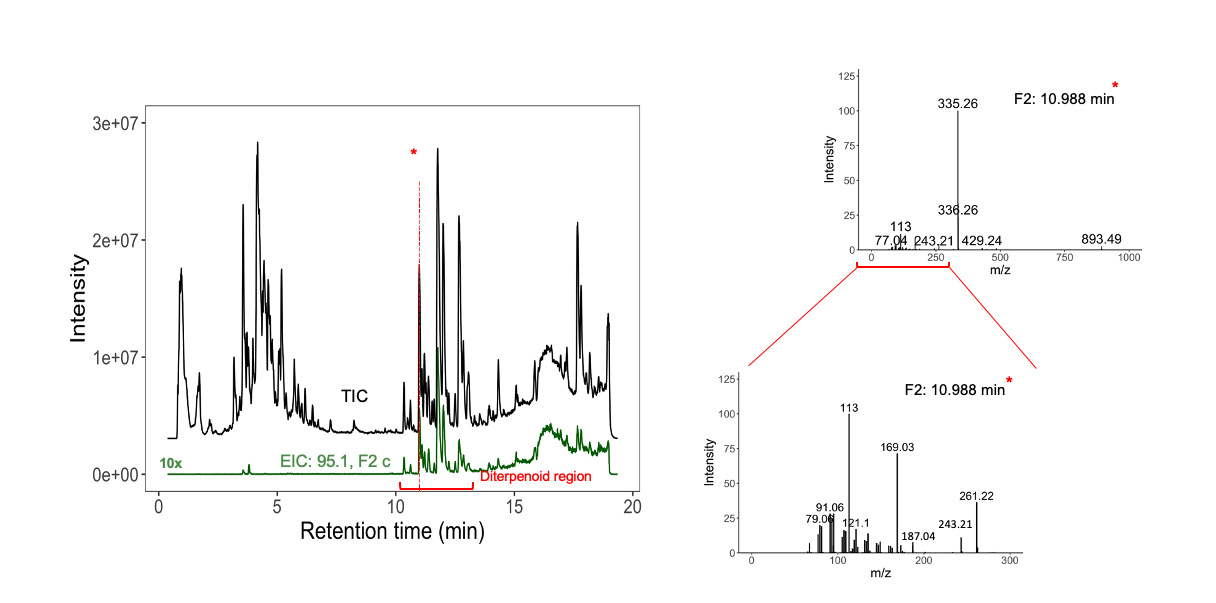 3e+07
2e+07
1e+07
0e+00
Intensity
*
TIC
10x
EIC: 95.1, F2 c
Diterpenoid region
0
5
10
15
20
Retention time (min)
125
100
75
50
25
0
Intensity
*
F2: 10.988 min
335.26
336.26
113
77.04
243.21
429.24
893.49
0
250
500
750
1000
m/z
125
100
75
50
25
0
Intensity
*
F2: 10.988 min
113
169.03
261.22
91.06
79.06
121.1
243.21
187.04
0
100
200
300
m/z